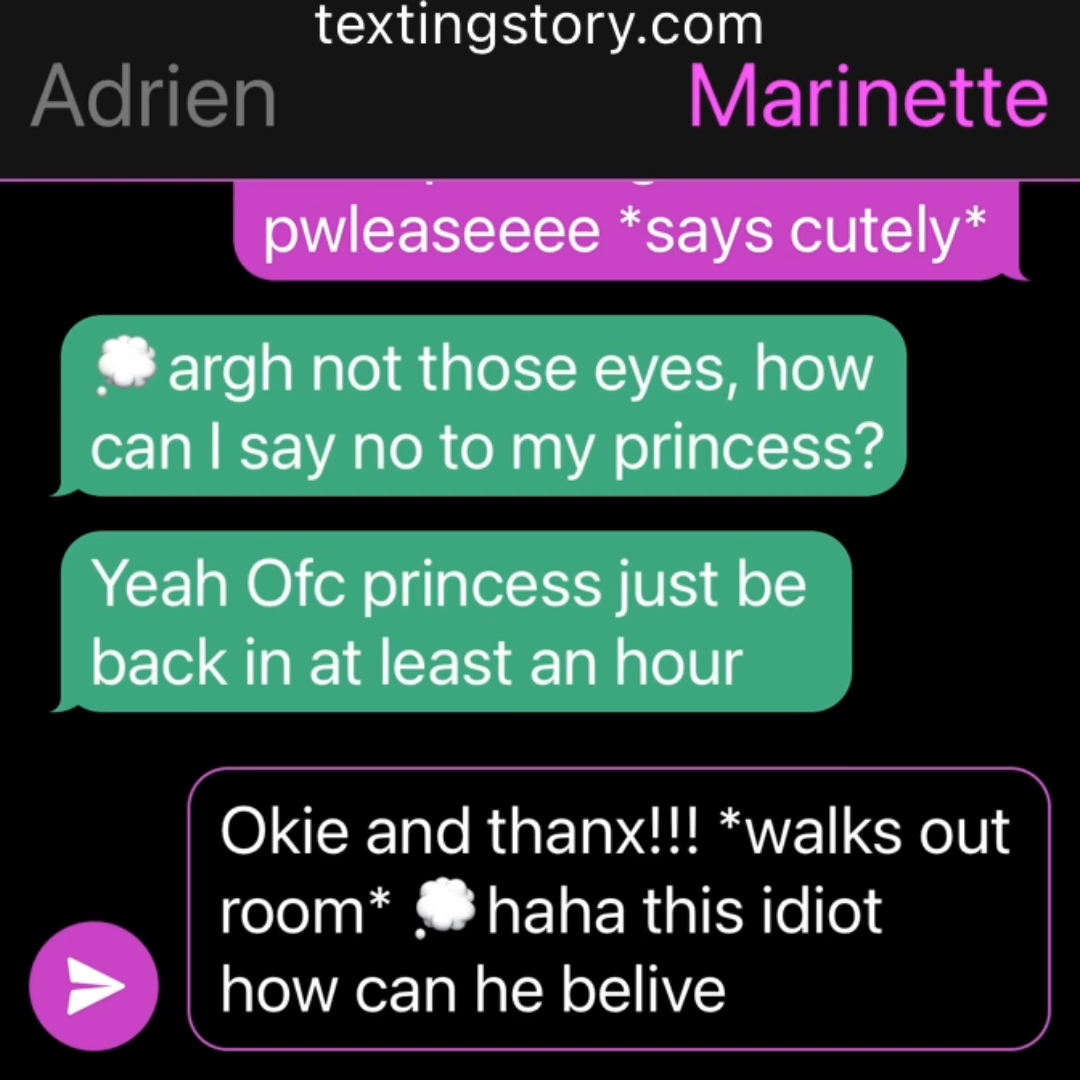 textingstory.com
Adrien Marinette
pwleaseeee *says cutely*
💭 argh not those eyes, how
can I say no to my princess?
Yeah Ofc princess just be
back in at least an hour
Okie and thanx!!! *walks out
room* 💭 haha this idiot
how can he belive